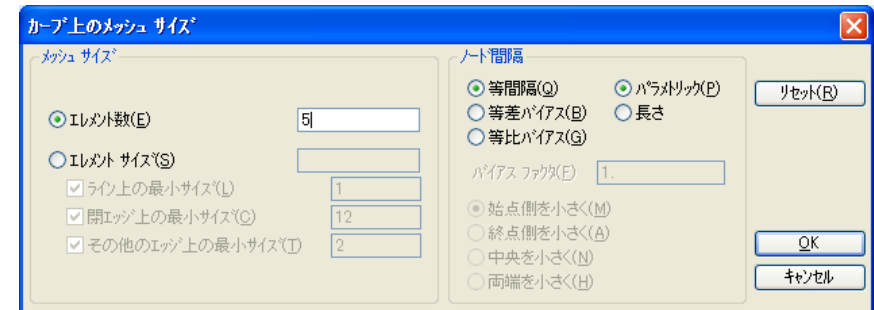 カーブ上のメッシュ サイズ
メッシュ サイズ
エレメント数(E)
5
エレメント サイズ(S)
ライン上の最小サイズ(L)
1
閉エッジ上の最小サイズ(C)
12
その他のエッジ上の最小サイズ(T)
2
ノード間隔
等間隔(Q)
パラメトリック(P)
等差バイアス(B)
長さ
等比バイアス(G)
バイアス ファクタ(F)
1.
始点側を小さく(M)
終点側を小さく(A)
中央を小さく(N)
両端を小さく(H)
リセット(R)
OK
キャンセル